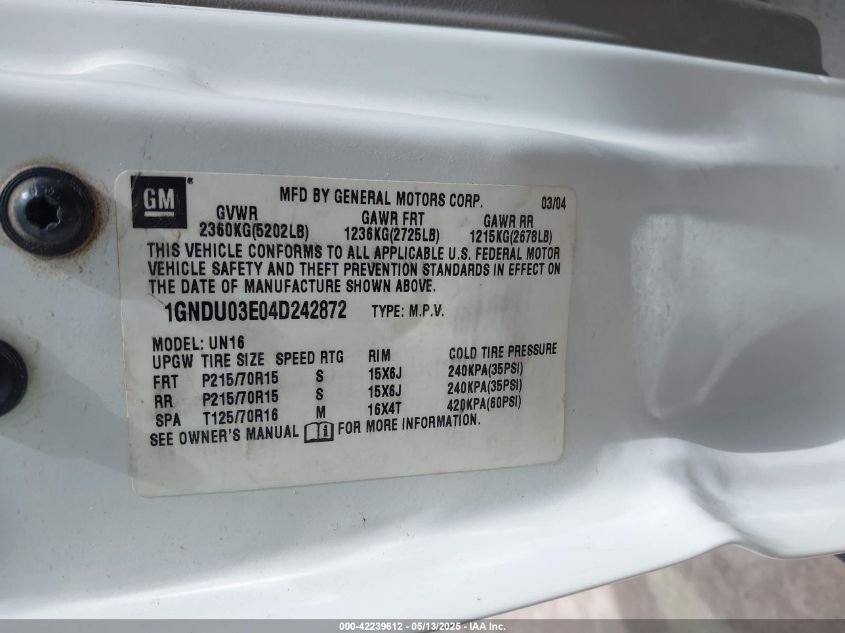 GM
MFD BY GENERAL MOTORS CORP. 03/04
GVWR GAWR FRT GAWR RR
2360KG(5202LB) 1236KG(2725LB) 1215KG(2678LB)
THIS VEHICLE CONFORMS TO ALL APPLICABLE U.S. FEDERAL MOTOR
VEHICLE SAFETY AND THEFT PREVENTION STANDARDS IN EFFECT ON
THE DATE OF MANUFACTURE SHOWN ABOVE.
1GNDU03E04D242872 TYPE: M.P.V.
MODEL: UN16
UPGW TIRE SIZE SPEED RTG RIM COLD TIRE PRESSURE
FRT P215/70R15 S 15X6J 240KPA(35PSI)
RR P215/70R15 S 15X6J 240KPA(35PSI)
SPA T125/70R16 M 16X4T 420KPA(60PSI)
SEE OWNER'S MANUAL FOR MORE INFORMATION.
000-42239612 - 05/13/2025 - IAA Inc.